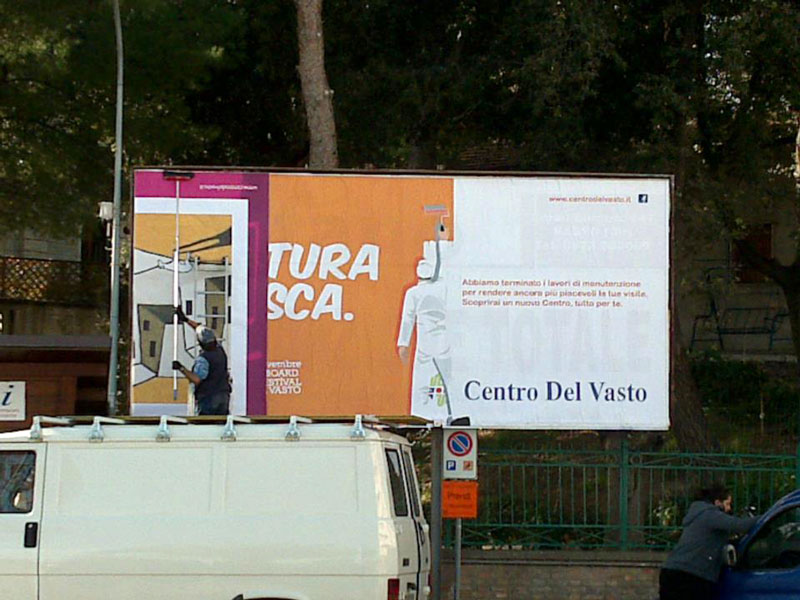 www.centrodelvasto.it
TURA
SCA.
Abbiamo terminato i lavori di manutenzione
per rendere ancora più piacevoli le tue visite.
Scoprirai un nuovo Centro, tutto per te.
vembre
BOARD
STIVAL
VASTO
Centro Del Vasto
i
P